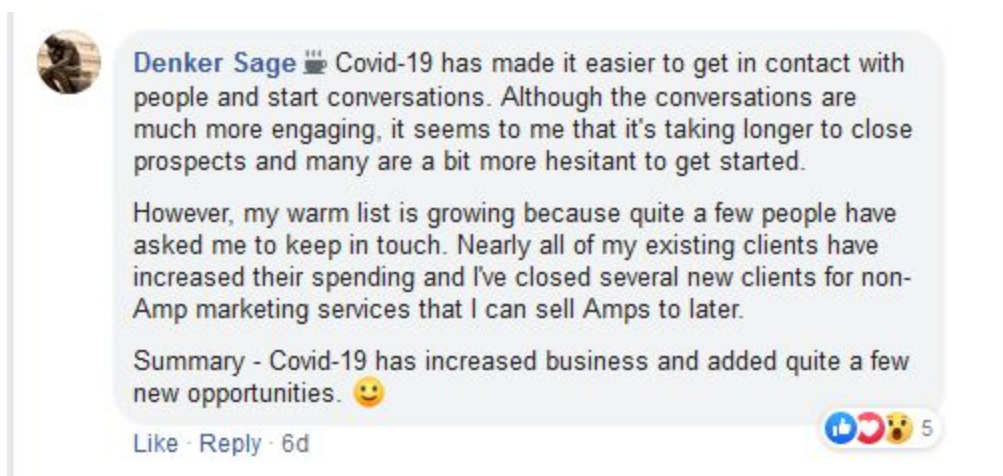 Denker Sage ☕ Covid-19 has made it easier to get in contact with
people and start conversations. Although the conversations are
much more engaging, it seems to me that it's taking longer to close
prospects and many are a bit more hesitant to get started.
However, my warm list is growing because quite a few people have
asked me to keep in touch. Nearly all of my existing clients have
increased their spending and I've closed several new clients for non-
Amp marketing services that I can sell Amps to later.
Summary - Covid-19 has increased business and added quite a few
new opportunities. 🙂
5
Like · Reply · 6d